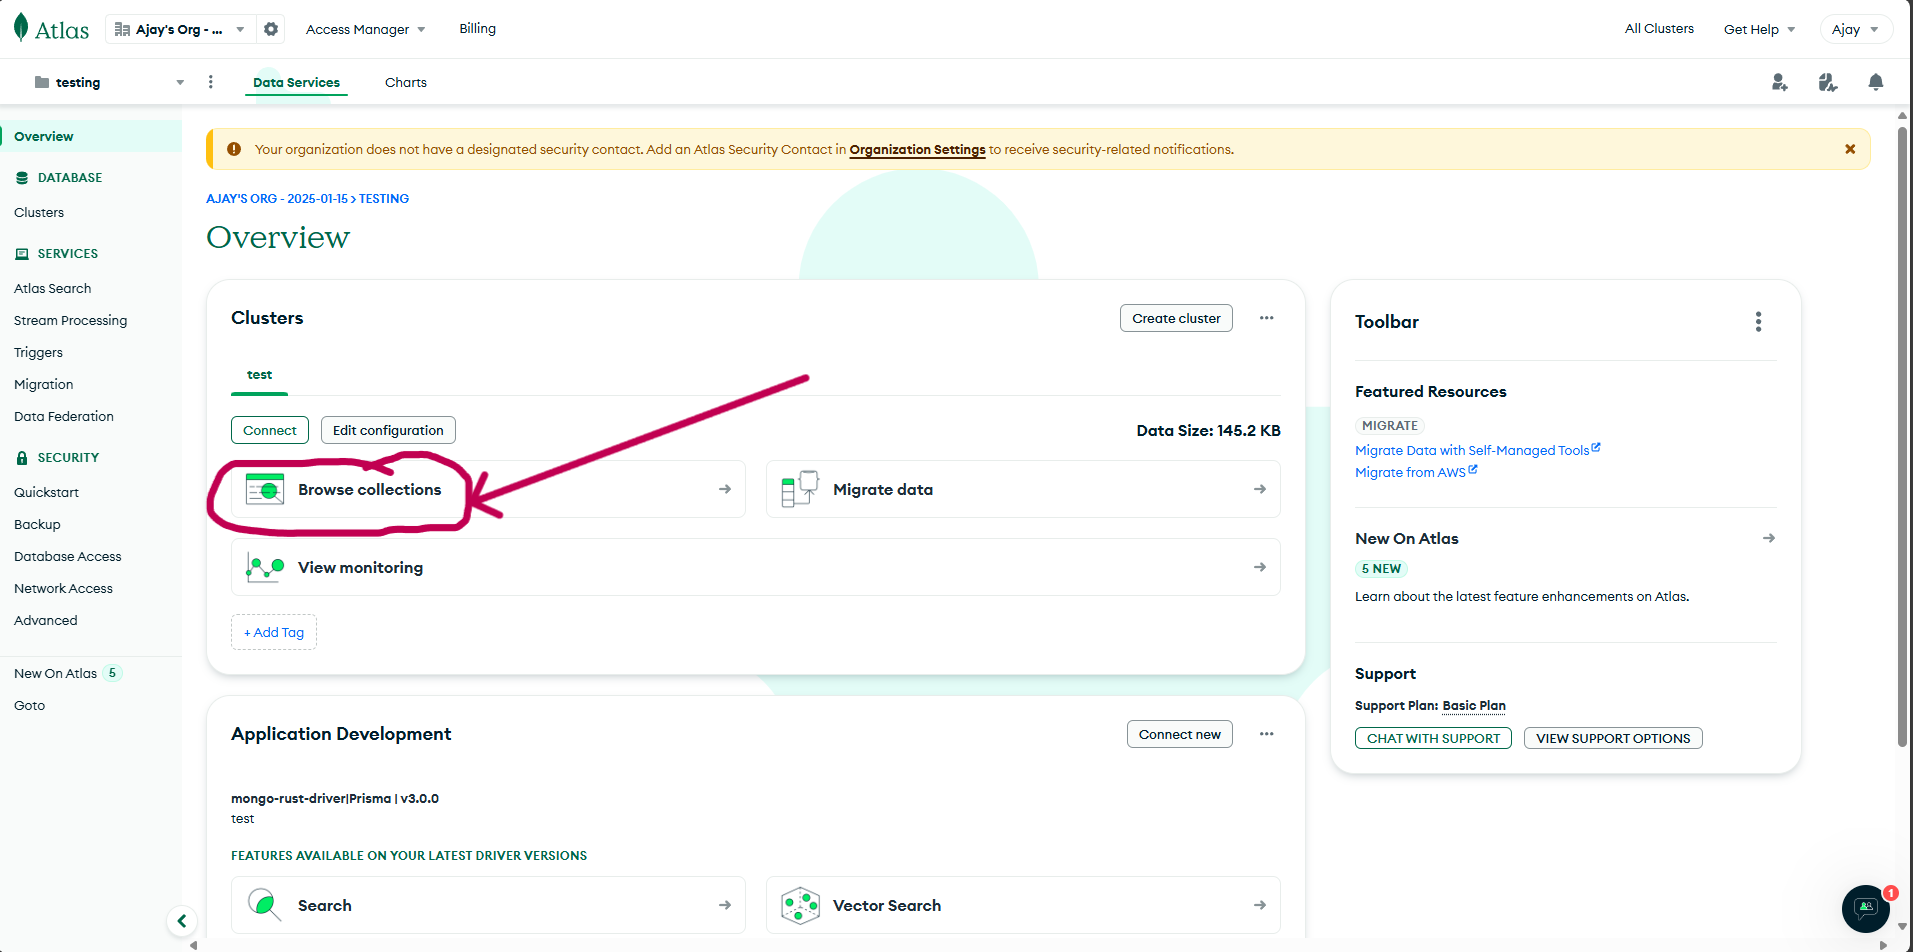 Atlas
Ajay's Org - ...
Access Manager
Billing
All Clusters
Get Help
Ajay
testing
Data Services
Charts
Overview
DATABASE
Clusters
SERVICES
Atlas Search
Stream Processing
Triggers
Migration
Data Federation
SECURITY
Quickstart
Backup
Database Access
Network Access
Advanced
New On Atlas 5
Goto
Your organization does not have a designated security contact. Add an Atlas Security Contact in Organization Settings to receive security-related notifications.
AJAY'S ORG - 2025-01-15 > TESTING
Overview
Clusters
Create cluster
test
Connect
Edit configuration
Data Size: 145.2 KB
Browse collections
Migrate data
View monitoring
+ Add Tag
Application Development
Connect new
mongo-rust-driver|Prisma | v3.0.0
test
FEATURES AVAILABLE ON YOUR LATEST DRIVER VERSIONS
Search
Vector Search
Toolbar
Featured Resources
MIGRATE
Migrate Data with Self-Managed Tools
Migrate from AWS
New On Atlas
5 NEW
Learn about the latest feature enhancements on Atlas.
Support
Support Plan: Basic Plan
CHAT WITH SUPPORT
VIEW SUPPORT OPTIONS
1